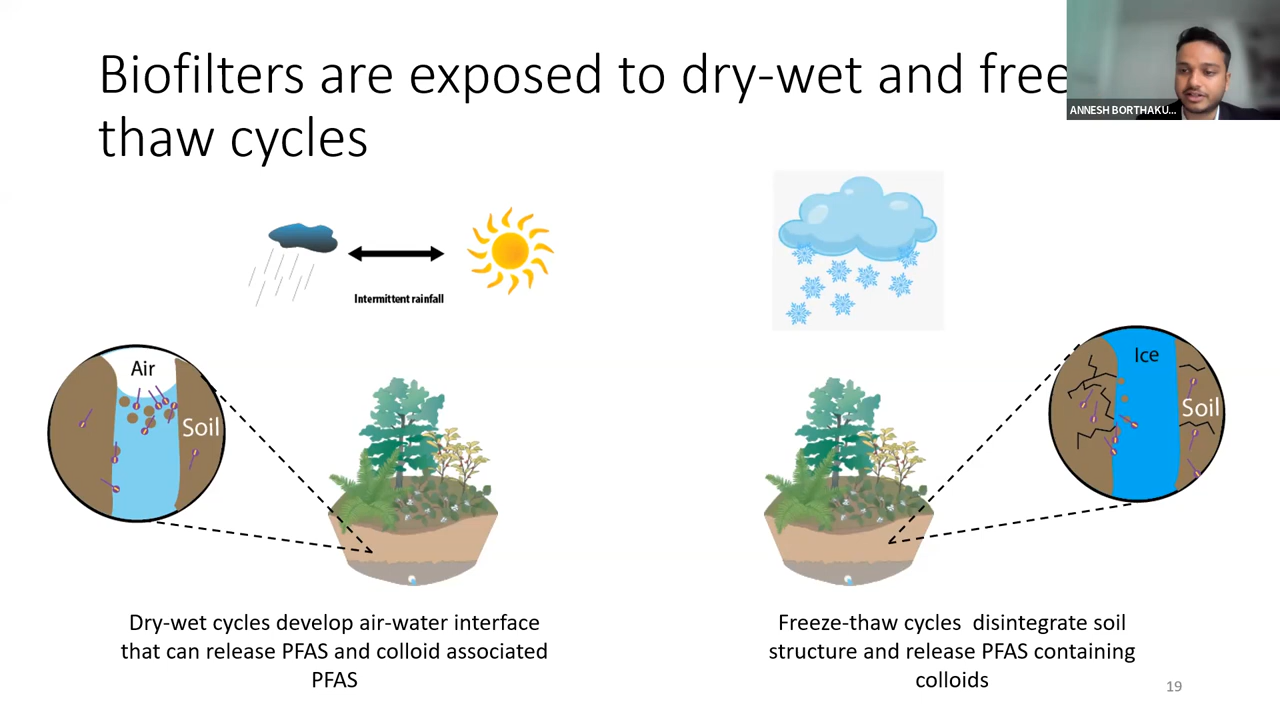 Biofilters are exposed to dry-wet and free
thaw cycles
ANNESH BORTHAKU...
Intermittent rainfall
Air
Soil
Ice
Soil
Dry-wet cycles develop air-water interface
that can release PFAS and colloid associated
PFAS
Freeze-thaw cycles disintegrate soil
structure and release PFAS containing
colloids
19